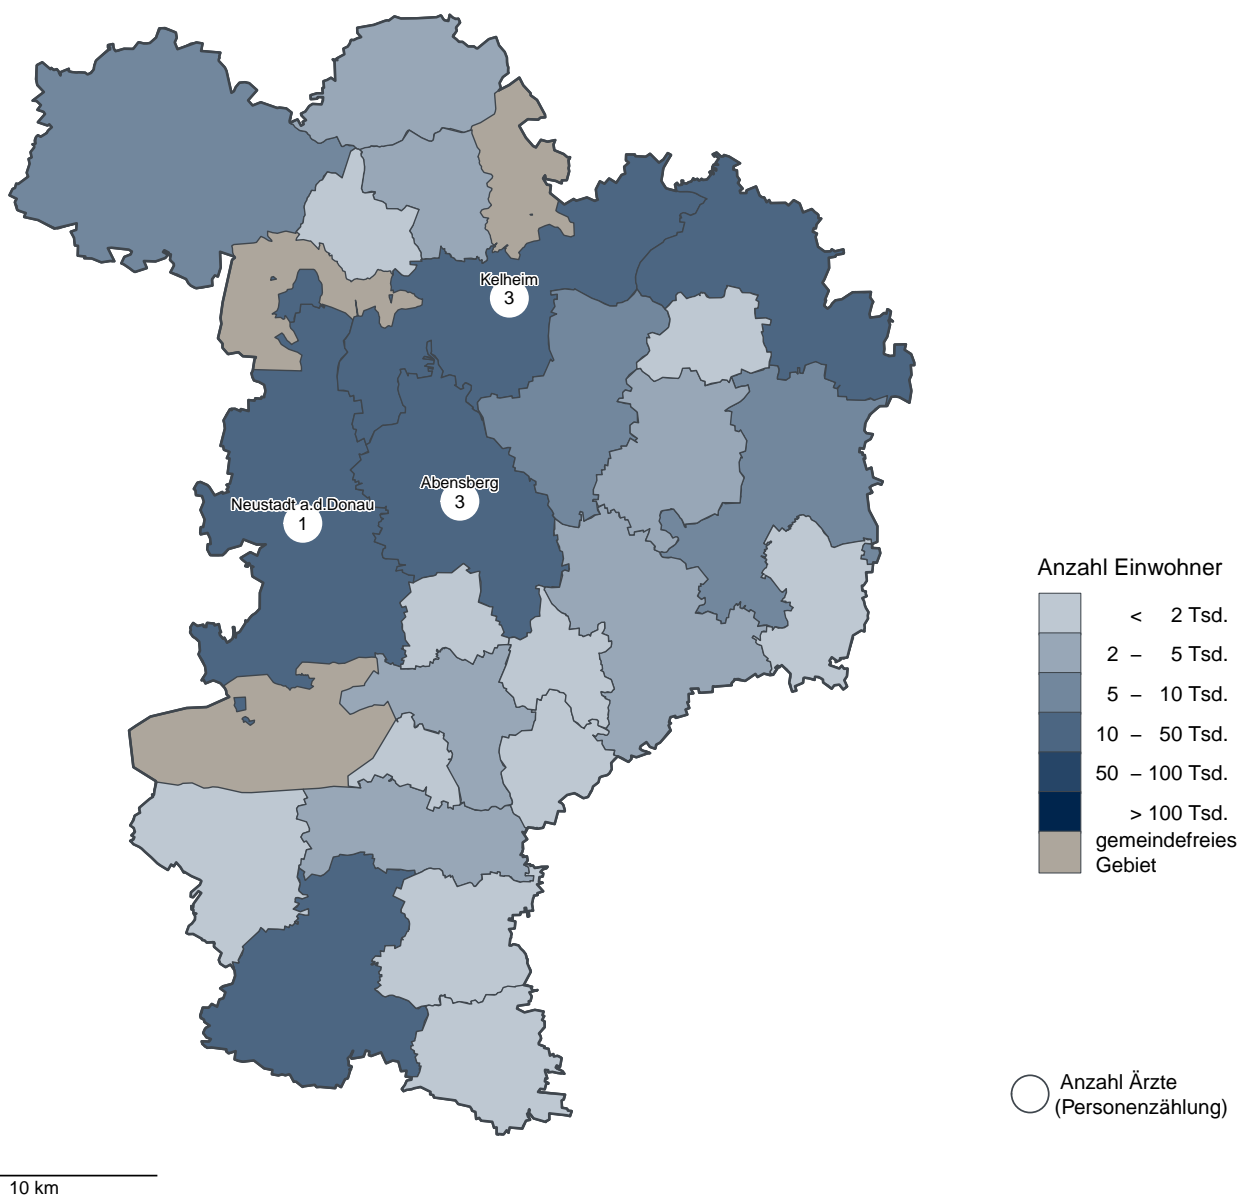 Kelheim
3
Abensberg
3
Neustadt a.d.Donau
1
Anzahl Einwohner
< 2 Tsd.
2 – 5 Tsd.
5 – 10 Tsd.
10 – 50 Tsd.
50 – 100 Tsd.
> 100 Tsd.
gemeindefreies
Gebiet
Anzahl Ärzte
(Personenzählung)
10 km